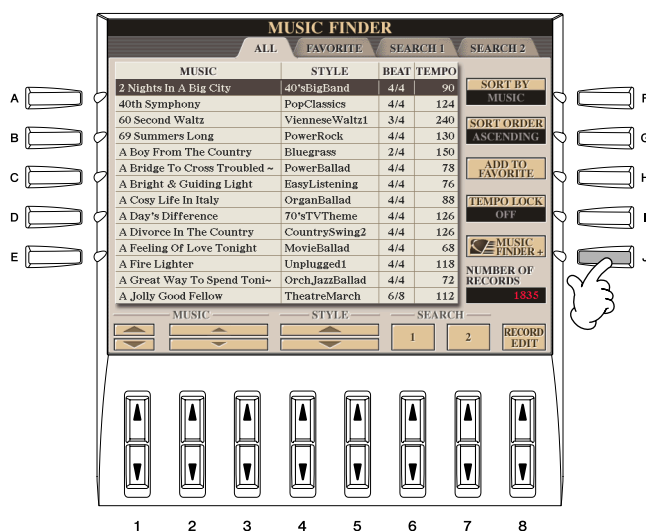 MUSIC FINDER
ALL FAVORITE SEARCH 1 SEARCH 2
MUSIC STYLE BEAT TEMPO
2 Nights In A Big City 40'sBigBand 4/4 90
40th Symphony PopClassics 4/4 124
60 Second Waltz VienneseWaltz1 3/4 240
69 Summers Long PowerRock 4/4 130
A Boy From The Country Bluegrass 2/4 150
A Bridge To Cross Troubled ~ PowerBallad 4/4 78
A Bright & Guiding Light EasyListening 4/4 76
A Cosy Life In Italy OrganBallad 4/4 88
A Day's Difference 70'sTVTheme 4/4 126
A Divorce In The Country CountrySwing2 4/4 126
A Feeling Of Love Tonight MovieBallad 4/4 68
A Fire Lighter Unplugged1 4/4 118
A Great Way To Spend Toni~ OrchJazzBallad 4/4 72
A Jolly Good Fellow TheatreMarch 6/8 112
SORT BY
MUSIC
SORT ORDER
ASCENDING
ADD TO
FAVORITE
TEMPO LOCK
OFF
MUSIC
FINDER +
NUMBER OF
RECORDS
1835
MUSIC STYLE SEARCH
1 2 RECORD
EDIT
A
B
C
D
E
F
G
H
I
J
1 2 3 4 5 6 7 8